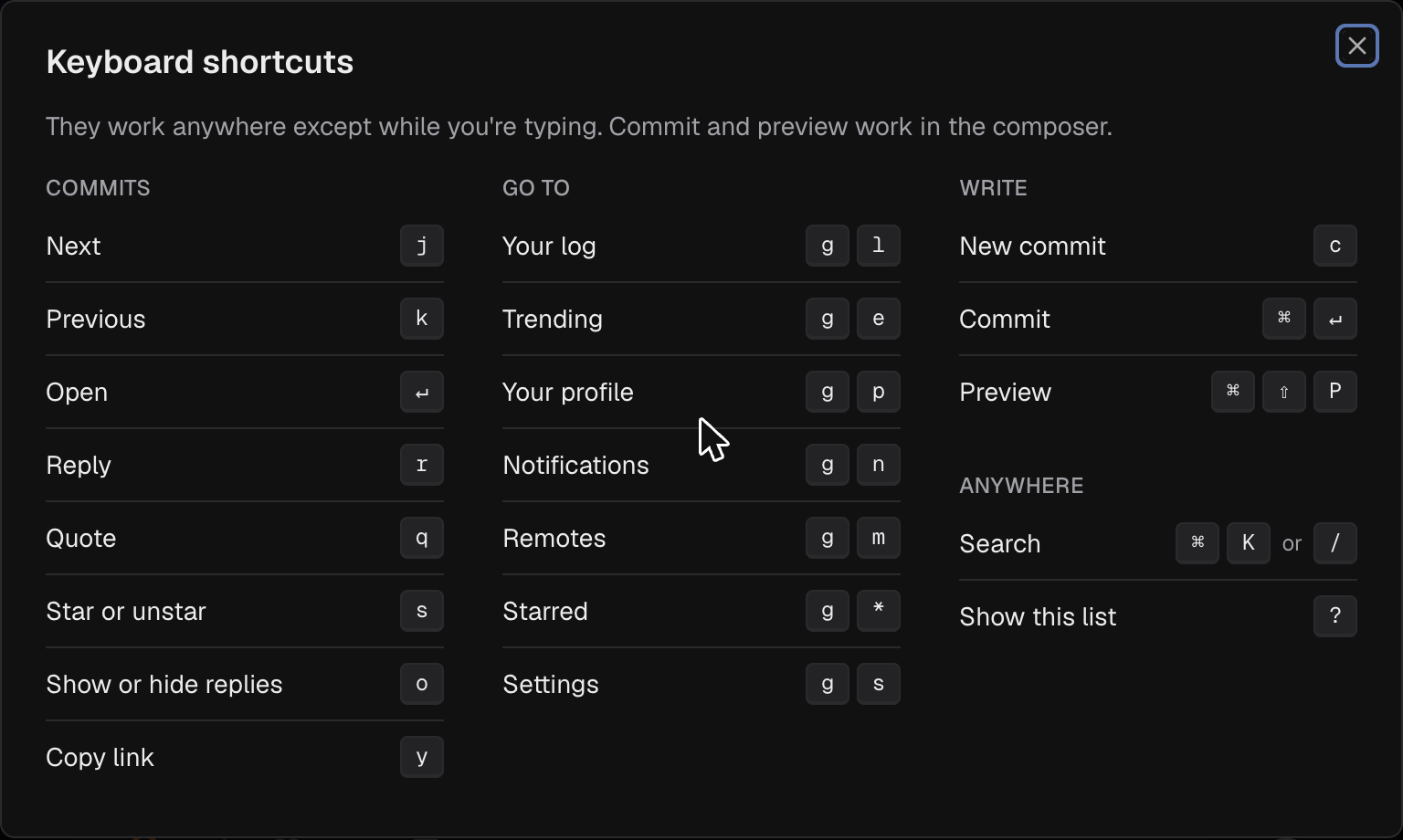 Keyboard shortcuts
They work anywhere except while you're typing. Commit and preview work in the composer.
COMMITS
Next j
Previous k
Open ↵
Reply r
Quote q
Star or unstar s
Show or hide replies o
Copy link y
GO TO
Your log g l
Trending g e
Your profile g p
Notifications g n
Remotes g m
Starred g *
Settings g s
WRITE
New commit c
Commit ⌘ ↵
Preview ⌘ ⇧ P
ANYWHERE
Search ⌘ K or /
Show this list ?